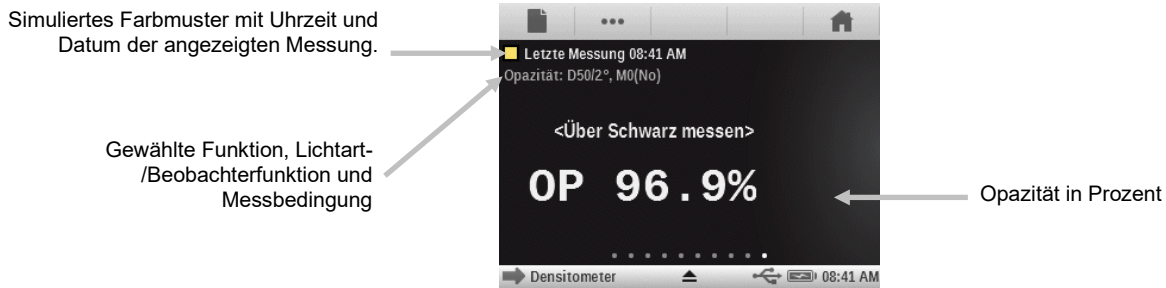 Simuliertes Farbmuster mit Uhrzeit und
Datum der angezeigten Messung.
Gewählte Funktion, Lichtart-
/Beobachterfunktion und
Messbedingung
Letzte Messung 08:41 AM
Opazität: D50/2°, M0(No)
<Über Schwarz messen>
OP 96.9%
Densitometer
08:41 AM
Opazität in Prozent